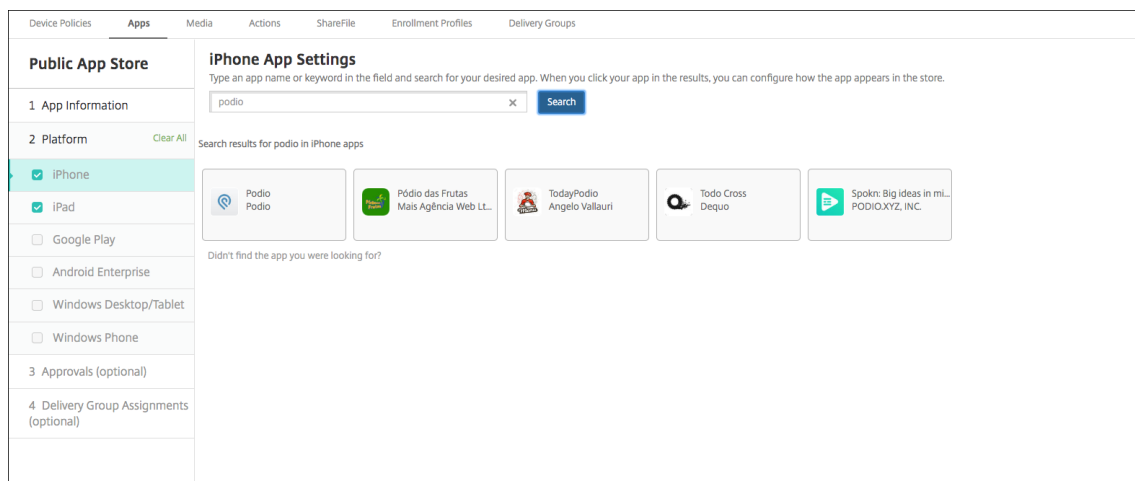 Device Policies Apps Media Actions ShareFile Enrollment Profiles Delivery Groups
Public App Store
1 App Information
2 Platform Clear All
iPhone
iPad
Google Play
Android Enterprise
Windows Desktop/Tablet
Windows Phone
3 Approvals (optional)
4 Delivery Group Assignments
(optional)
iPhone App Settings
Type an app name or keyword in the field and search for your desired app. When you click your app in the results, you can configure how the app appears in the store.
podio Search
Search results for podio in iPhone apps
Podio
Podio
Pódio das Frutas
Mais Agência Web Lt...
TodayPodio
Angelo Vallauri
Todo Cross
Dequo
Spokn: Big ideas in mi...
PODIO.XYZ, INC.
Didn't find the app you were looking for?